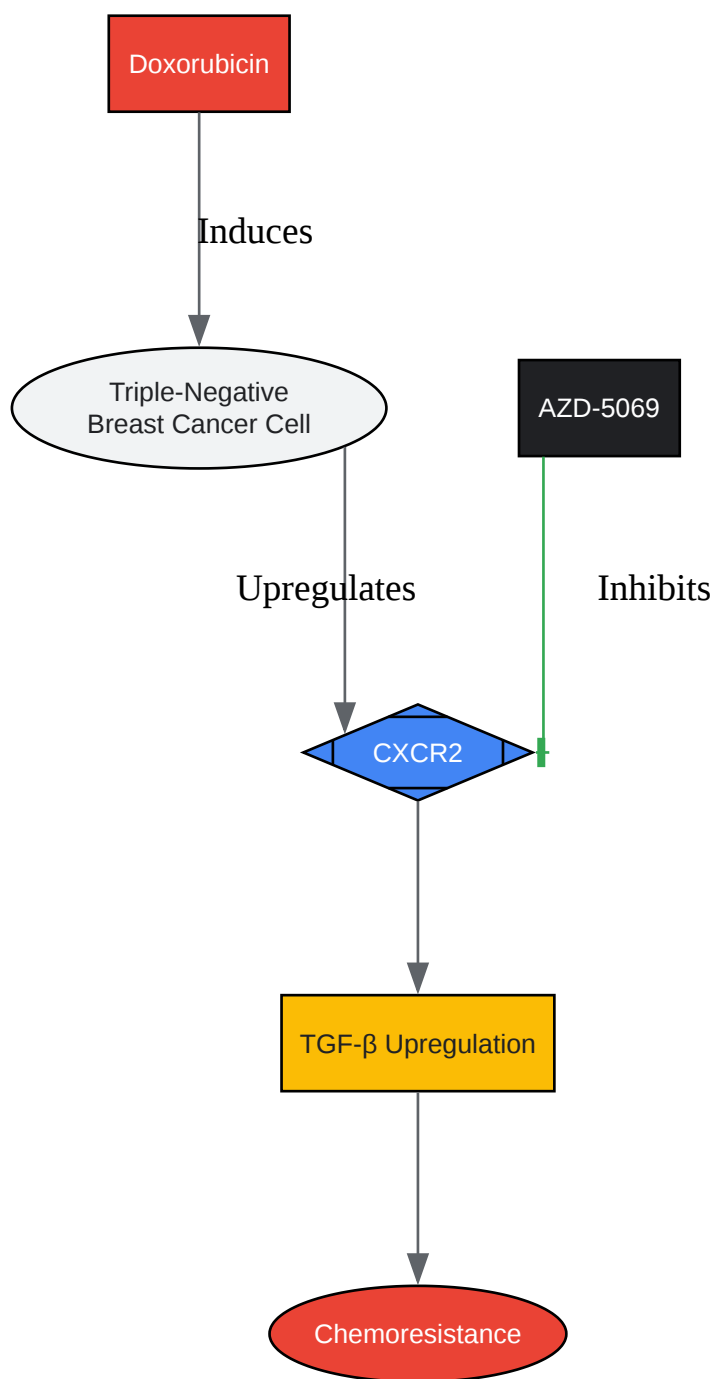 Doxorubicin
Induces
Triple-Negative
Breast Cancer Cell
AZD-5069
Upregulates
Inhibits
CXCR2
TGF-β Upregulation
Chemoresistance